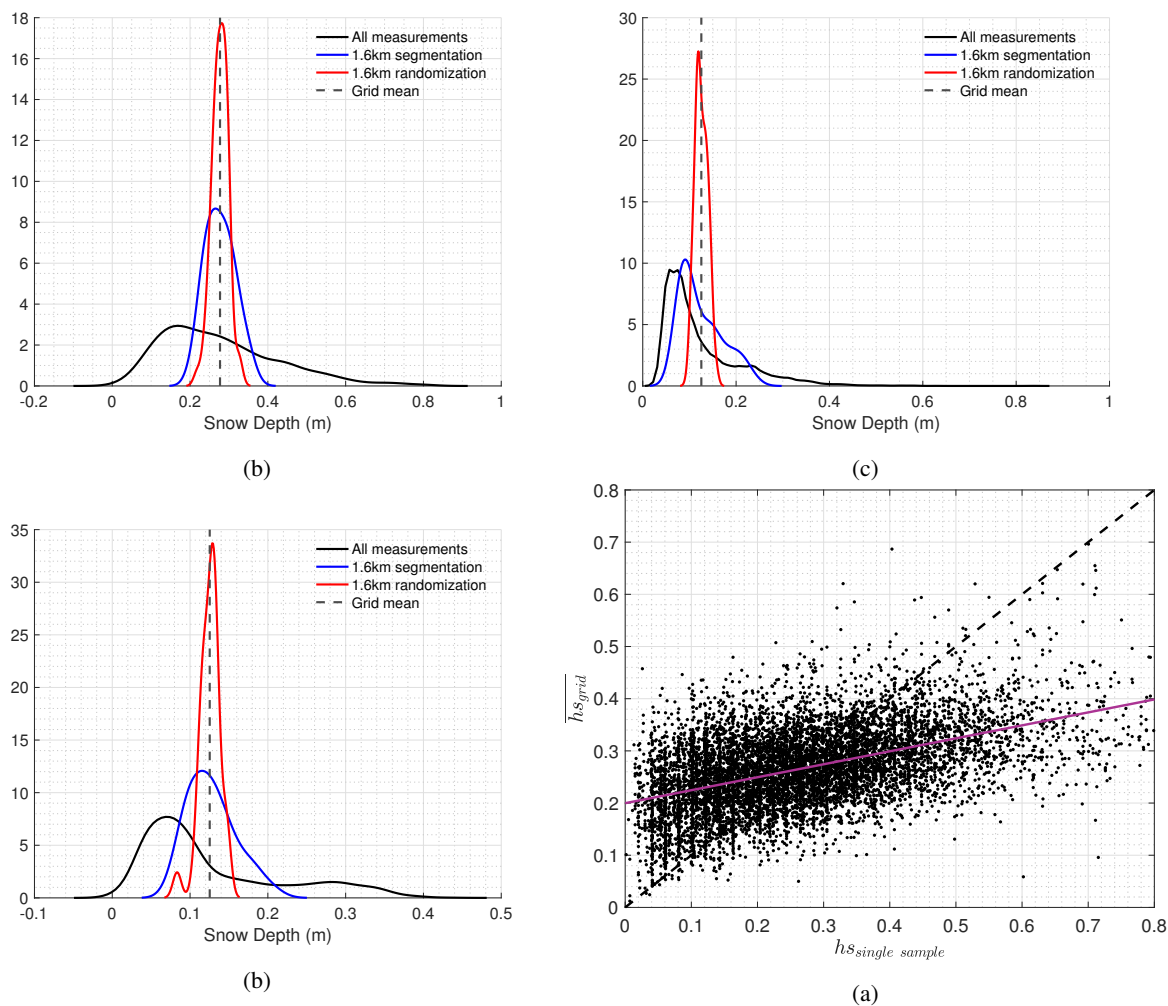 18
16
14
12
10
8
6
4
2
0
-0.2 0 0.2 0.4 0.6 0.8 1
Snow Depth (m)
All measurements
1.6km segmentation
1.6km randomization
Grid mean
(b)
30
25
20
15
10
5
0
0 0.2 0.4 0.6 0.8 1
Snow Depth (m)
All measurements
1.6km segmentation
1.6km randomization
Grid mean
(c)
35
30
25
20
15
10
5
0
-0.1 0 0.1 0.2 0.3 0.4 0.5
Snow Depth (m)
All measurements
1.6km segmentation
1.6km randomization
Grid mean
(b)
0.8
0.7
0.6
0.5
0.4
0.3
0.2
0.1
0
hs_grid
0 0.1 0.2 0.3 0.4 0.5 0.6 0.7 0.8
hs_single sample
(a)